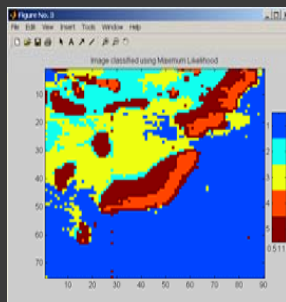 Figure No. 3
File Edit View Insert Tools Window Help
Image classified using Maximum Likelihood
10
20
30
40
50
60
70
10 20 30 40 50 60 70 80 90
1
2
3
4
5
0 5 1 1